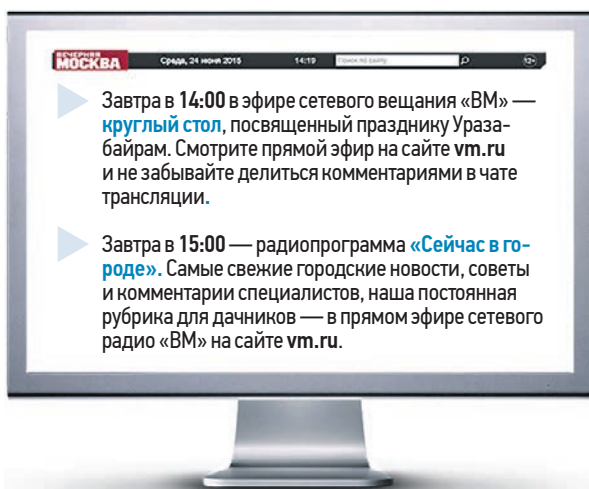 ВЕЧЕРНЯЯ
МОСКВА Среда, 24 июня 2015 14:19 Поиск по сайту 12+
Завтра в 14:00 в эфире сетевого вещания «ВМ» —
круглый стол, посвященный празднику Ураза-
байрам. Смотрите прямой эфир на сайте vm.ru
и не забывайте делиться комментариями в чате
трансляции.
Завтра в 15:00 — радиопрограмма «Сейчас в го-
роде». Самые свежие городские новости, советы
и комментарии специалистов, наша постоянная
рубрика для дачников — в прямом эфире сетевого
радио «ВМ» на сайте vm.ru.